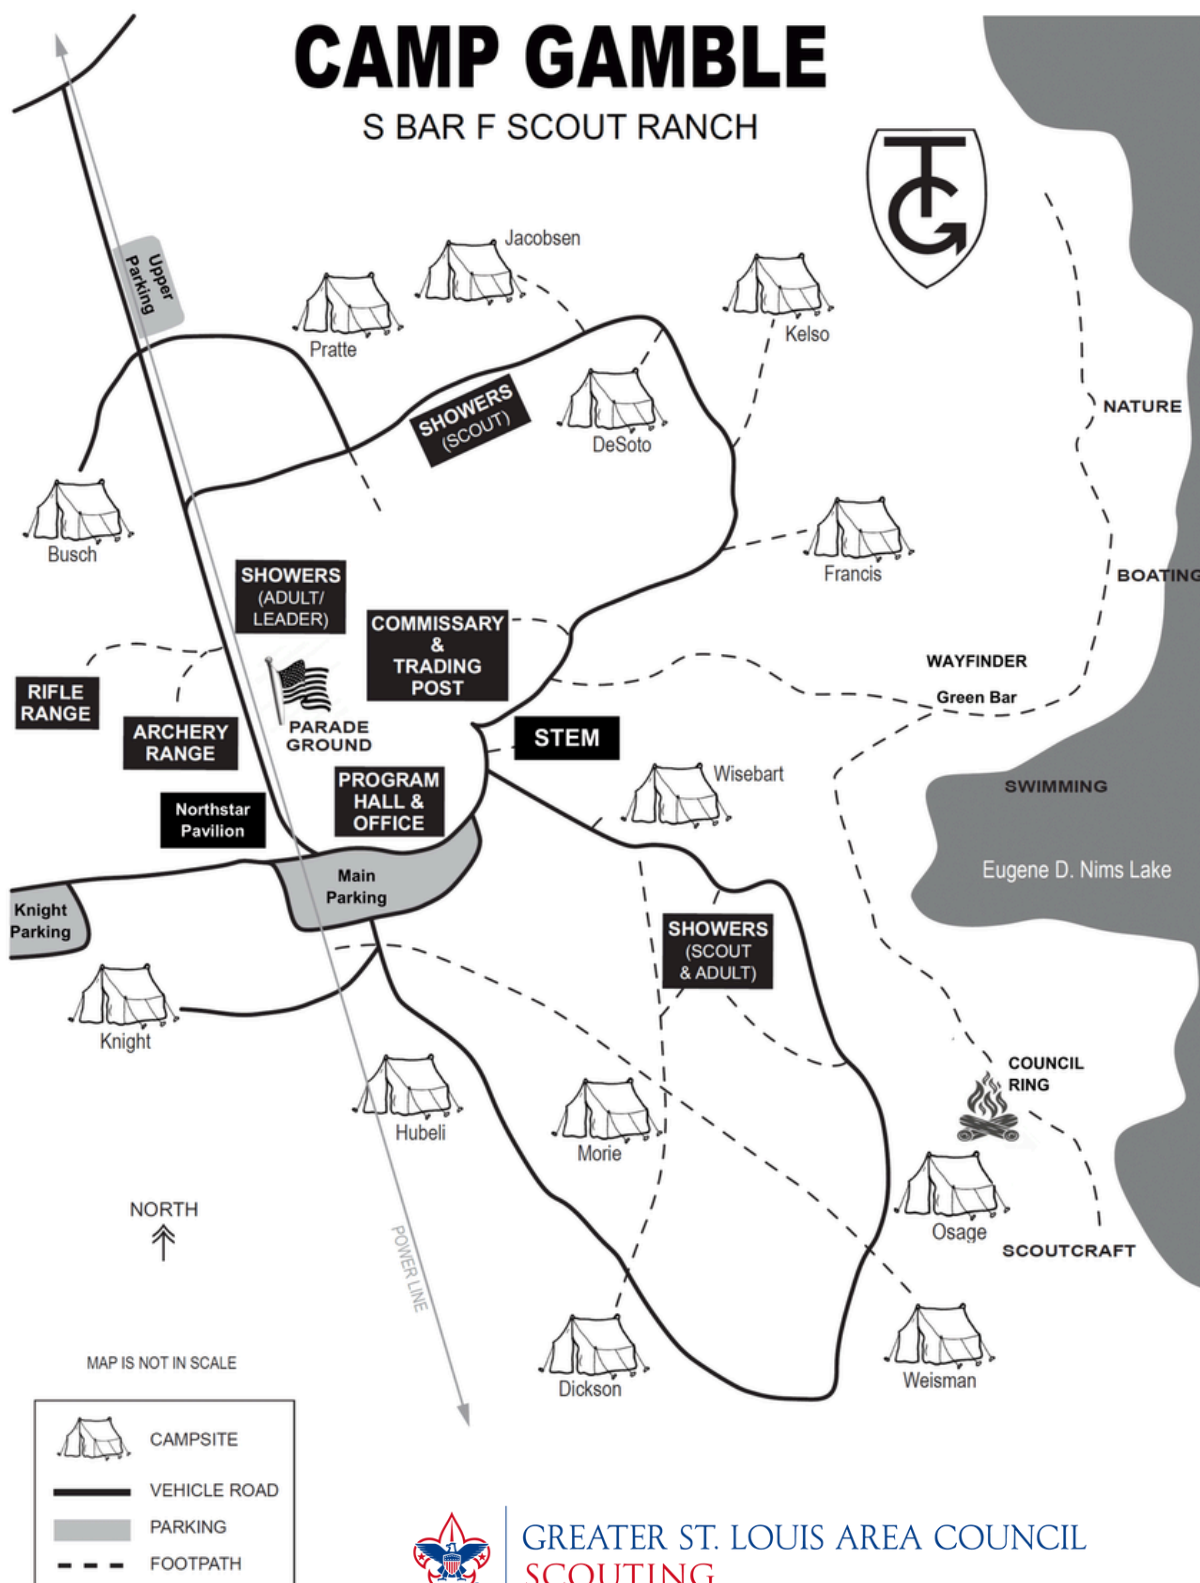 CAMP GAMBLE
S BAR F SCOUT RANCH
TG
Jacobsen
Upper
Parking
Pratte
Kelso
SHOWERS
(SCOUT)
DeSoto
NATURE
Busch
Francis
BOATING
SHOWERS
(ADULT/
LEADER)
COMMISSARY
&
TRADING
POST
WAYFINDER
Green Bar
RIFLE
RANGE
ARCHERY
RANGE
PARADE
GROUND
STEM
Wisebart
SWIMMING
PROGRAM
HALL &
OFFICE
Northstar
Pavilion
Eugene D. Nims Lake
Main
Parking
Knight
Parking
SHOWERS
(SCOUT
& ADULT)
Knight
COUNCIL
RING
Hubeli
Morie
Osage
SCOUTCRAFT
NORTH
POWER LINE
Dickson
Weisman
MAP IS NOT IN SCALE
CAMPSITE
VEHICLE ROAD
PARKING
FOOTPATH
GREATER ST. LOUIS AREA COUNCIL
SCOUTING